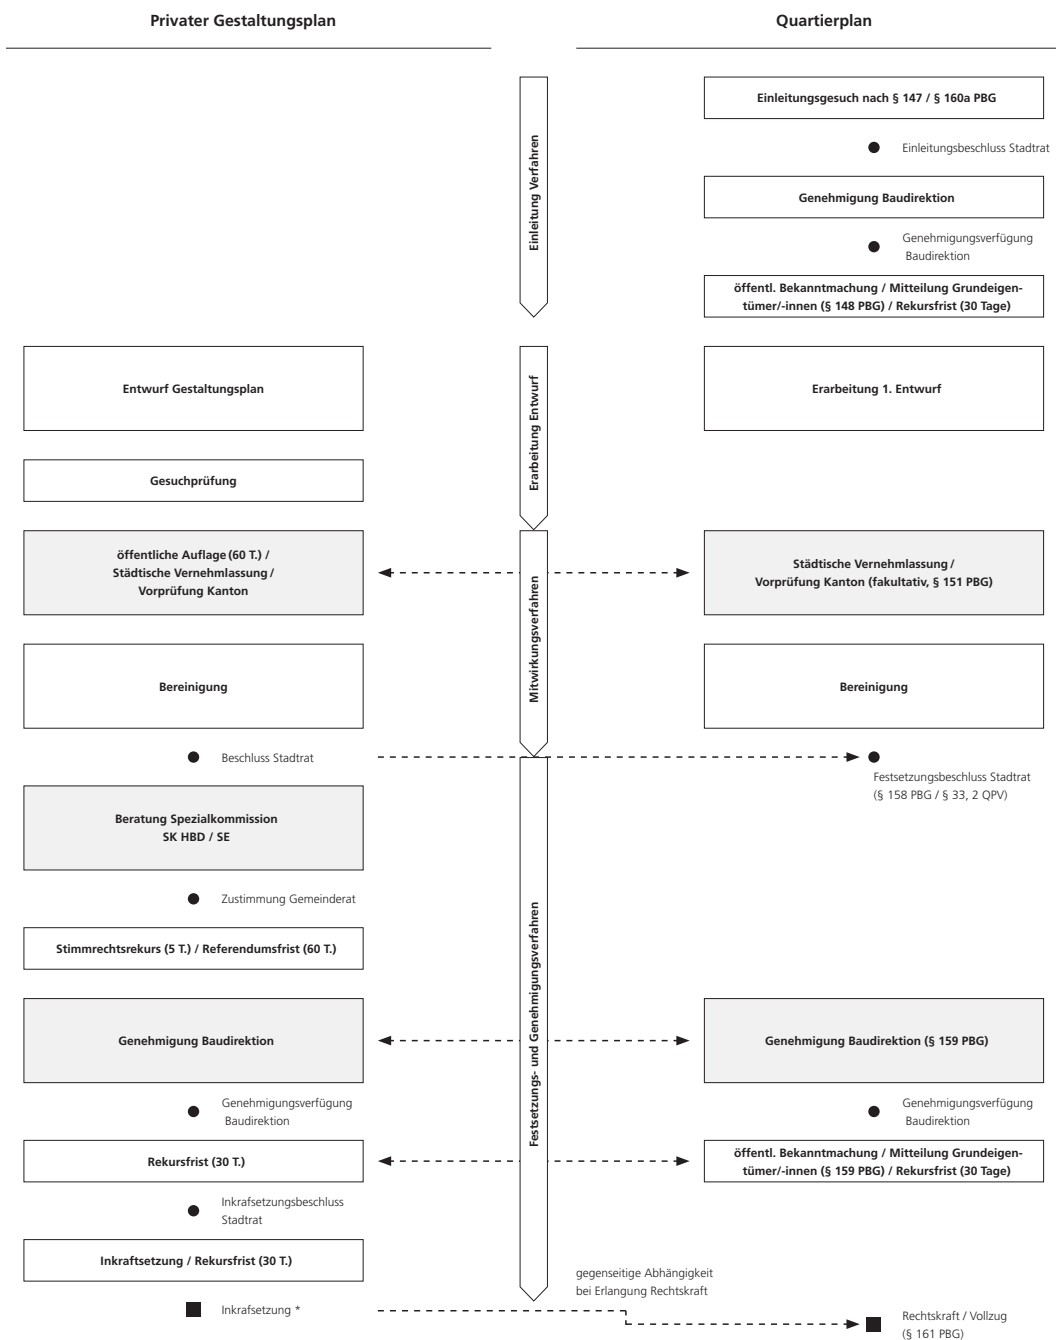 Privater Gestaltungsplan
Quartierplan
Einleitung Verfahren
Einleitungsgesuch nach § 147 / § 160a PBG
Einleitungsbeschluss Stadtrat
Genehmigung Baudirektion
Genehmigungsverfügung
Baudirektion
öffentl. Bekanntmachung / Mitteilung Grundeigen-
tümer/-innen (§ 148 PBG) / Rekursfrist (30 Tage)
Entwurf Gestaltungsplan
Erarbeitung Entwurf
Erarbeitung 1. Entwurf
Gesuchprüfung
öffentliche Auflage (60 T.) /
Städtische Vernehmlassung /
Vorprüfung Kanton
Mitwirkungsverfahren
Städtische Vernehmlassung /
Vorprüfung Kanton (fakultativ, § 151 PBG)
Bereinigung
Bereinigung
Beschluss Stadtrat
Festsetzungsbeschluss Stadtrat
(§ 158 PBG / § 33, 2 QPV)
Beratung Spezialkommission
SK HBD / SE
Zustimmung Gemeinderat
Stimmrechtsrekurs (5 T.) / Referendumsfrist (60 T.)
Festsetzungs- und Genehmigungsverfahren
Genehmigung Baudirektion
Genehmigung Baudirektion (§ 159 PBG)
Genehmigungsverfügung
Baudirektion
Genehmigungsverfügung
Baudirektion
Rekursfrist (30 T.)
öffentl. Bekanntmachung / Mitteilung Grundeigen-
tümer/-innen (§ 159 PBG) / Rekursfrist (30 Tage)
Inkrafsetzungsbeschluss
Stadtrat
Inkraftsetzung / Rekursfrist (30 T.)
gegenseitige Abhängigkeit
bei Erlangung Rechtskraft
Inkrafsetzung *
Rechtskraft / Vollzug
(§ 161 PBG)